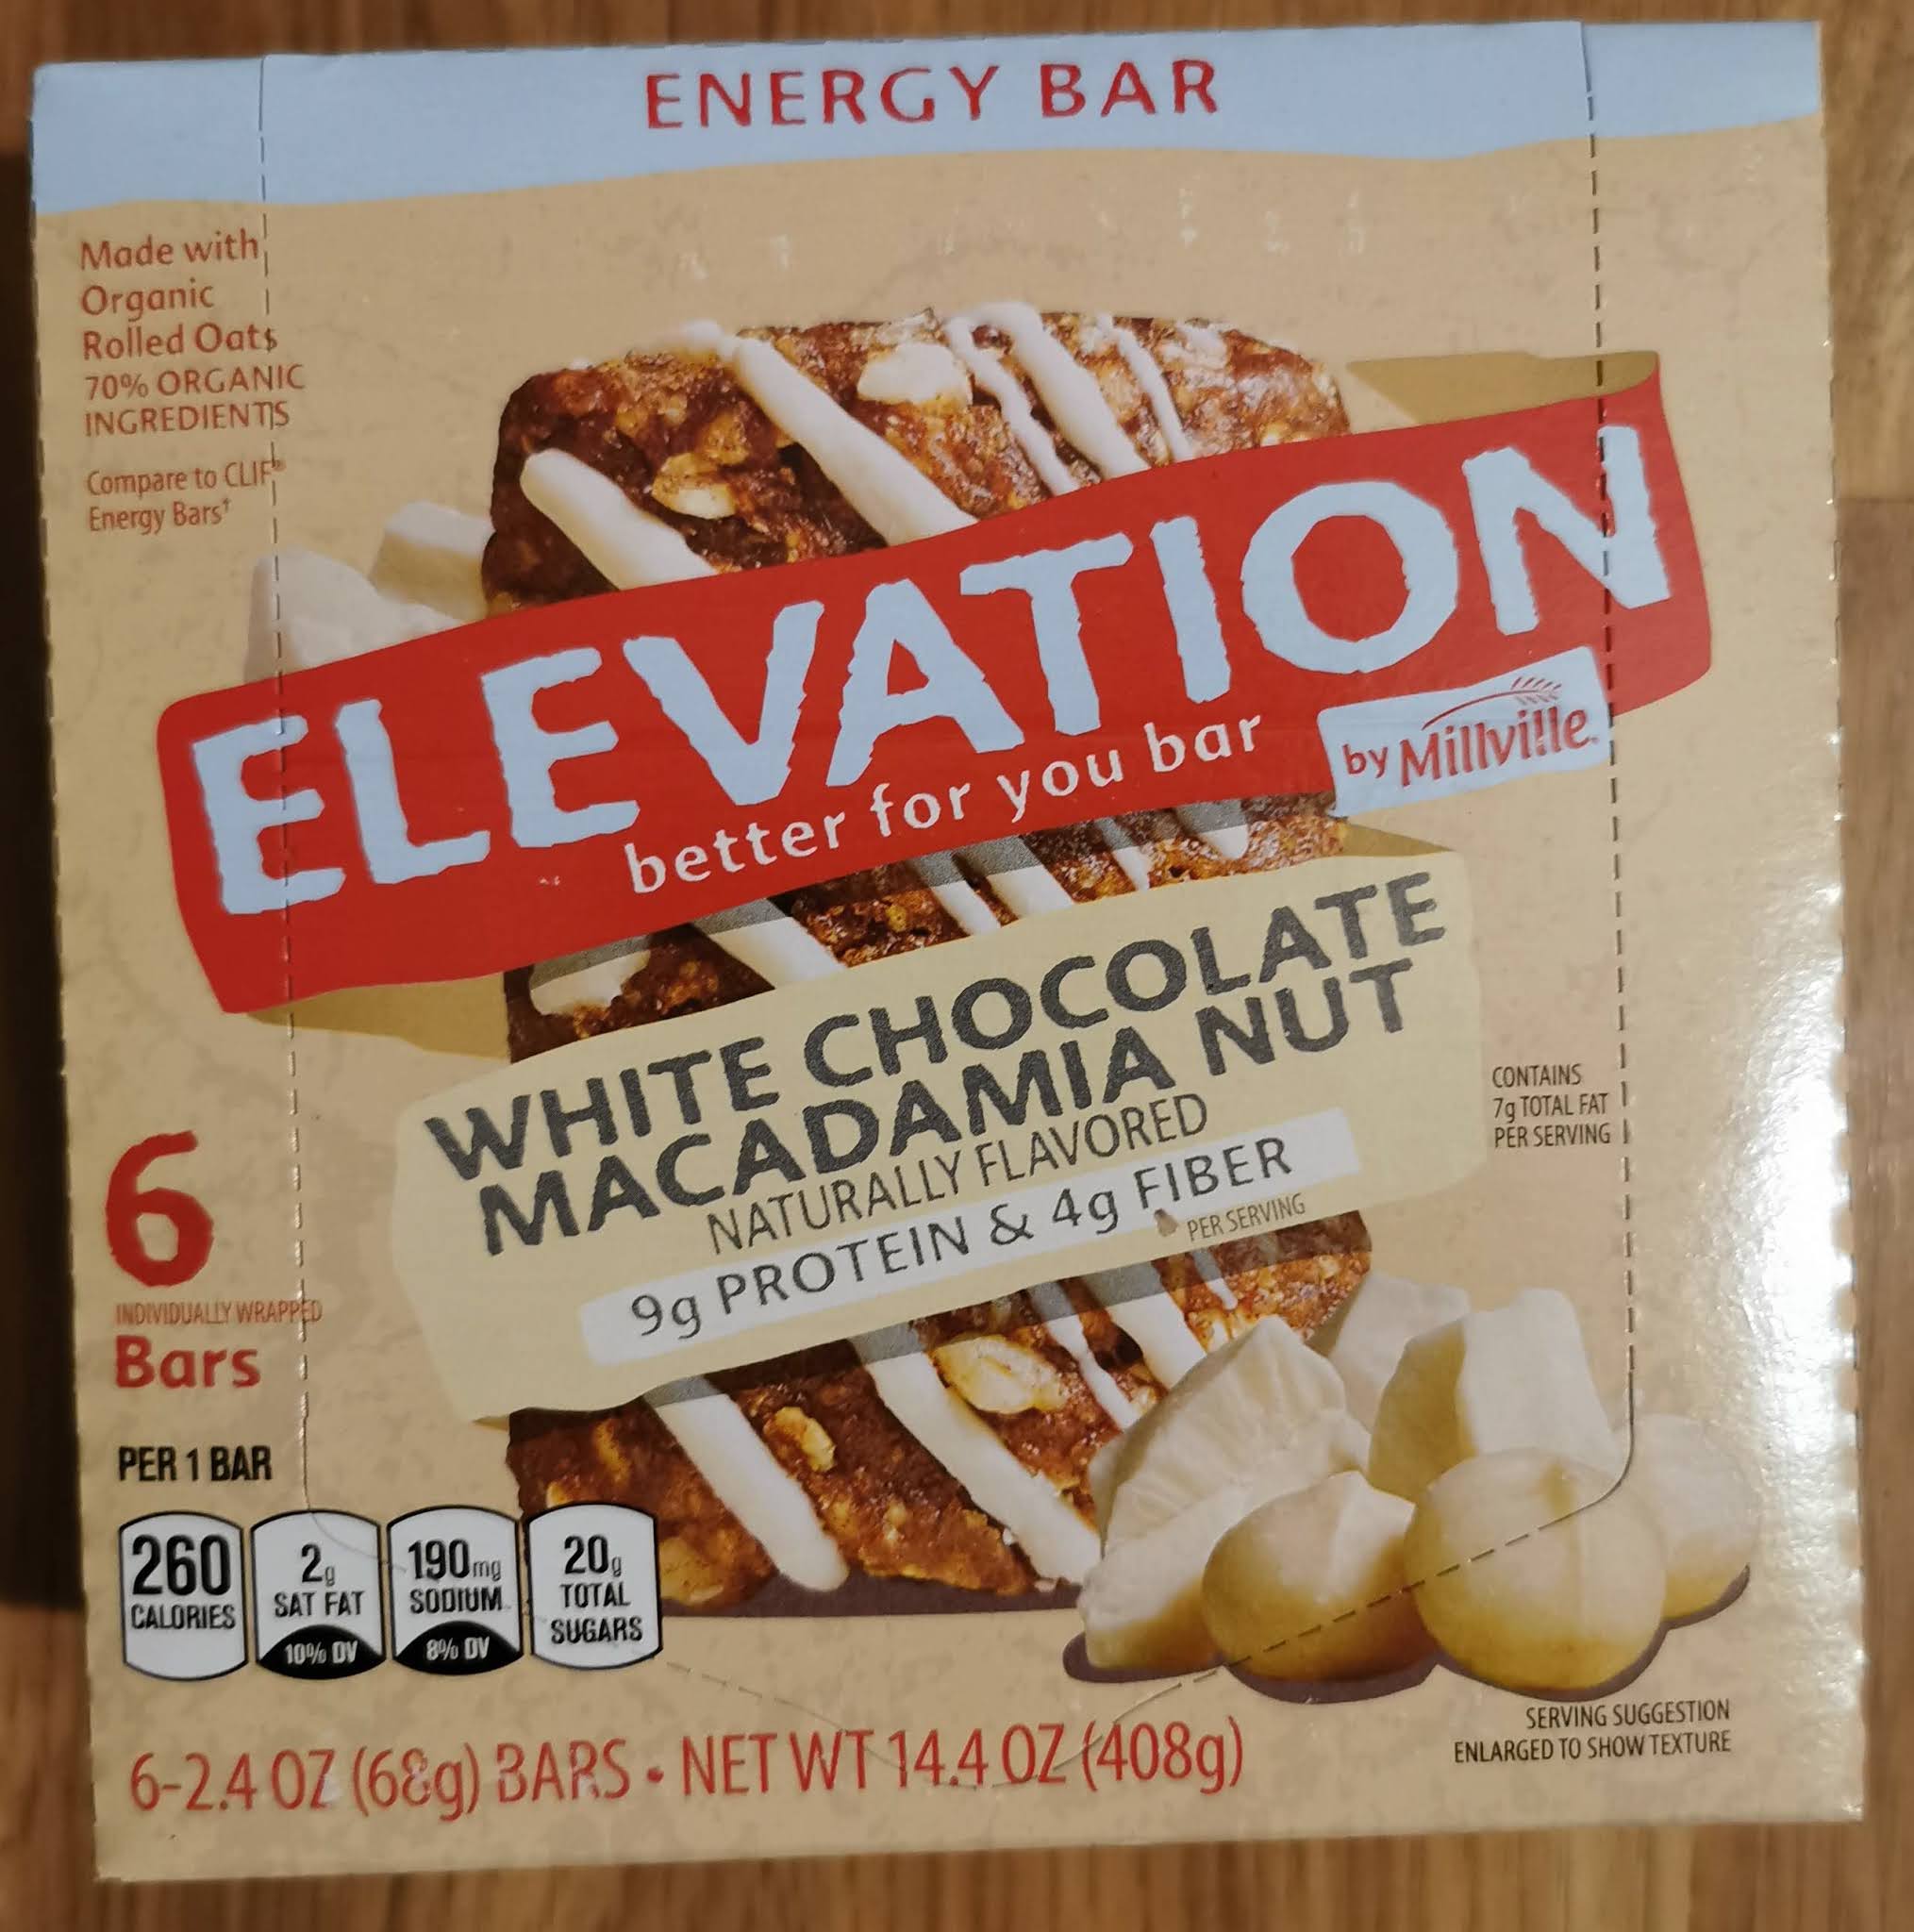 ENERGY BAR
Made with
Organic
Rolled Oats
70% ORGANIC
INGREDIENTS
Compare to CLIF®
Energy Bars†
ELEVATION
better for you bar
by Millville®
WHITE CHOCOLATE
MACADAMIA NUT
NATURALLY FLAVORED
9g PROTEIN & 4g FIBER
PER SERVING
CONTAINS
7g TOTAL FAT
PER SERVING
6
INDIVIDUALLY WRAPPED
Bars
PER 1 BAR
260
CALORIES
2g
SAT FAT
10% DV
190mg
SODIUM
8% DV
20g
TOTAL
SUGARS
6-2.4 OZ (68g) BARS • NET WT 14.4 OZ (408g)
SERVING SUGGESTION
ENLARGED TO SHOW TEXTURE